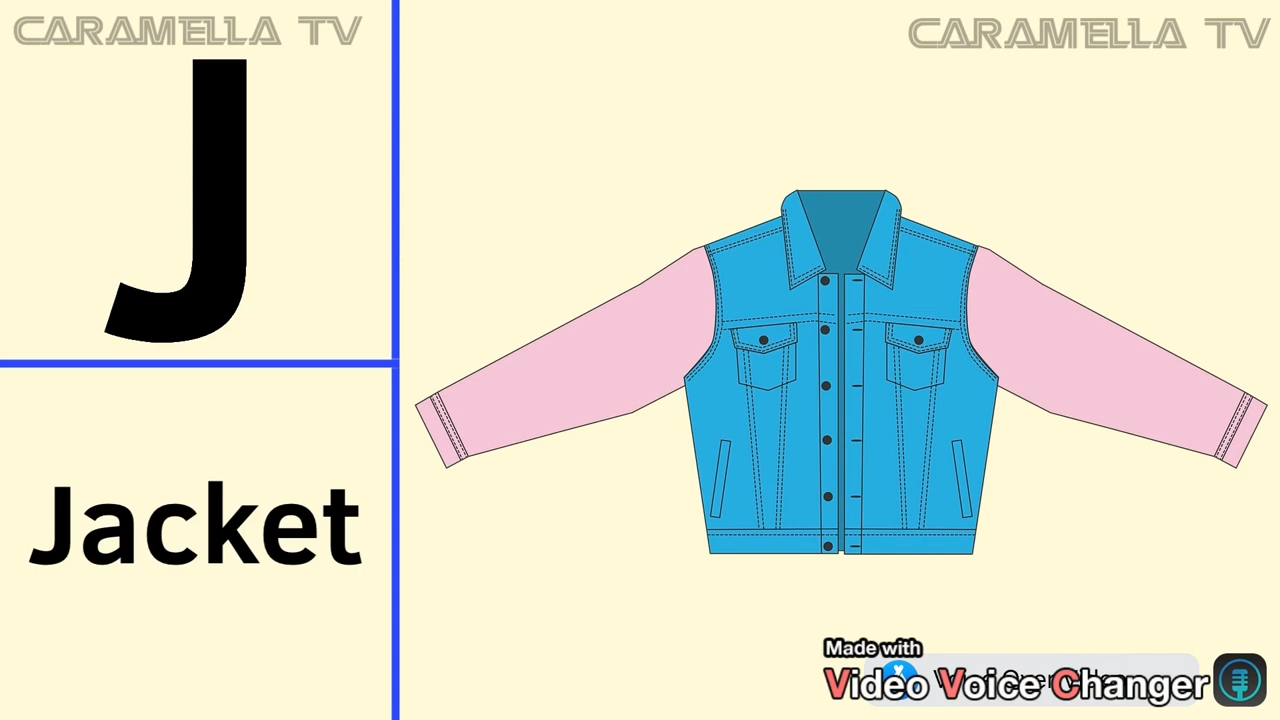 CARAMELLA TV
CARAMELLA TV
J
Jacket
Made with
Video Voice Changer